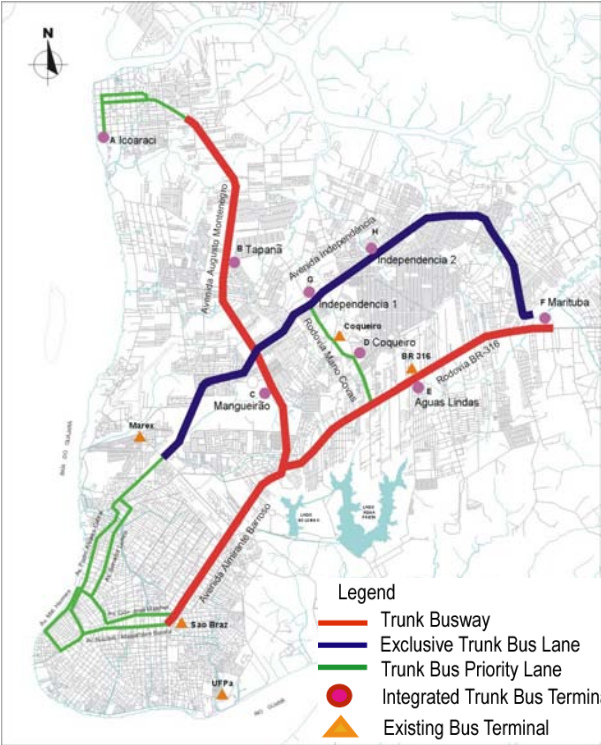 N
A Icoaraci
Avenida Augusto Montenegro
B Tapanã
Avenida Independência
H
Independencia 2
G
Independencia 1
F Marituba
Coqueiro
D Coqueiro
Rodovia Mario Covas
BR 316
Rodovia BR-316
E
Aguas Lindas
C
Mangueirão
Marex
Avenida Almirante Barroso
Sao Braz
UFPa
Legend
Trunk Busway
Exclusive Trunk Bus Lane
Trunk Bus Priority Lane
Integrated Trunk Bus Termina
Existing Bus Terminal